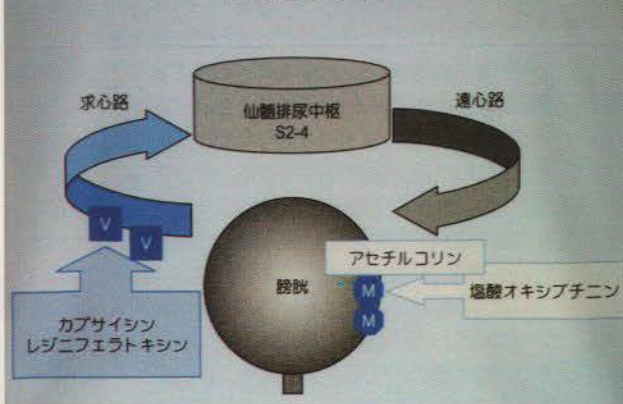 求心路
仙髄排尿中枢
S2-4
遠心路
V
V
アセチルコリン
膀胱
M
M
塩酸オキシブチニン
カプサイシン
レジニフェラトキシン